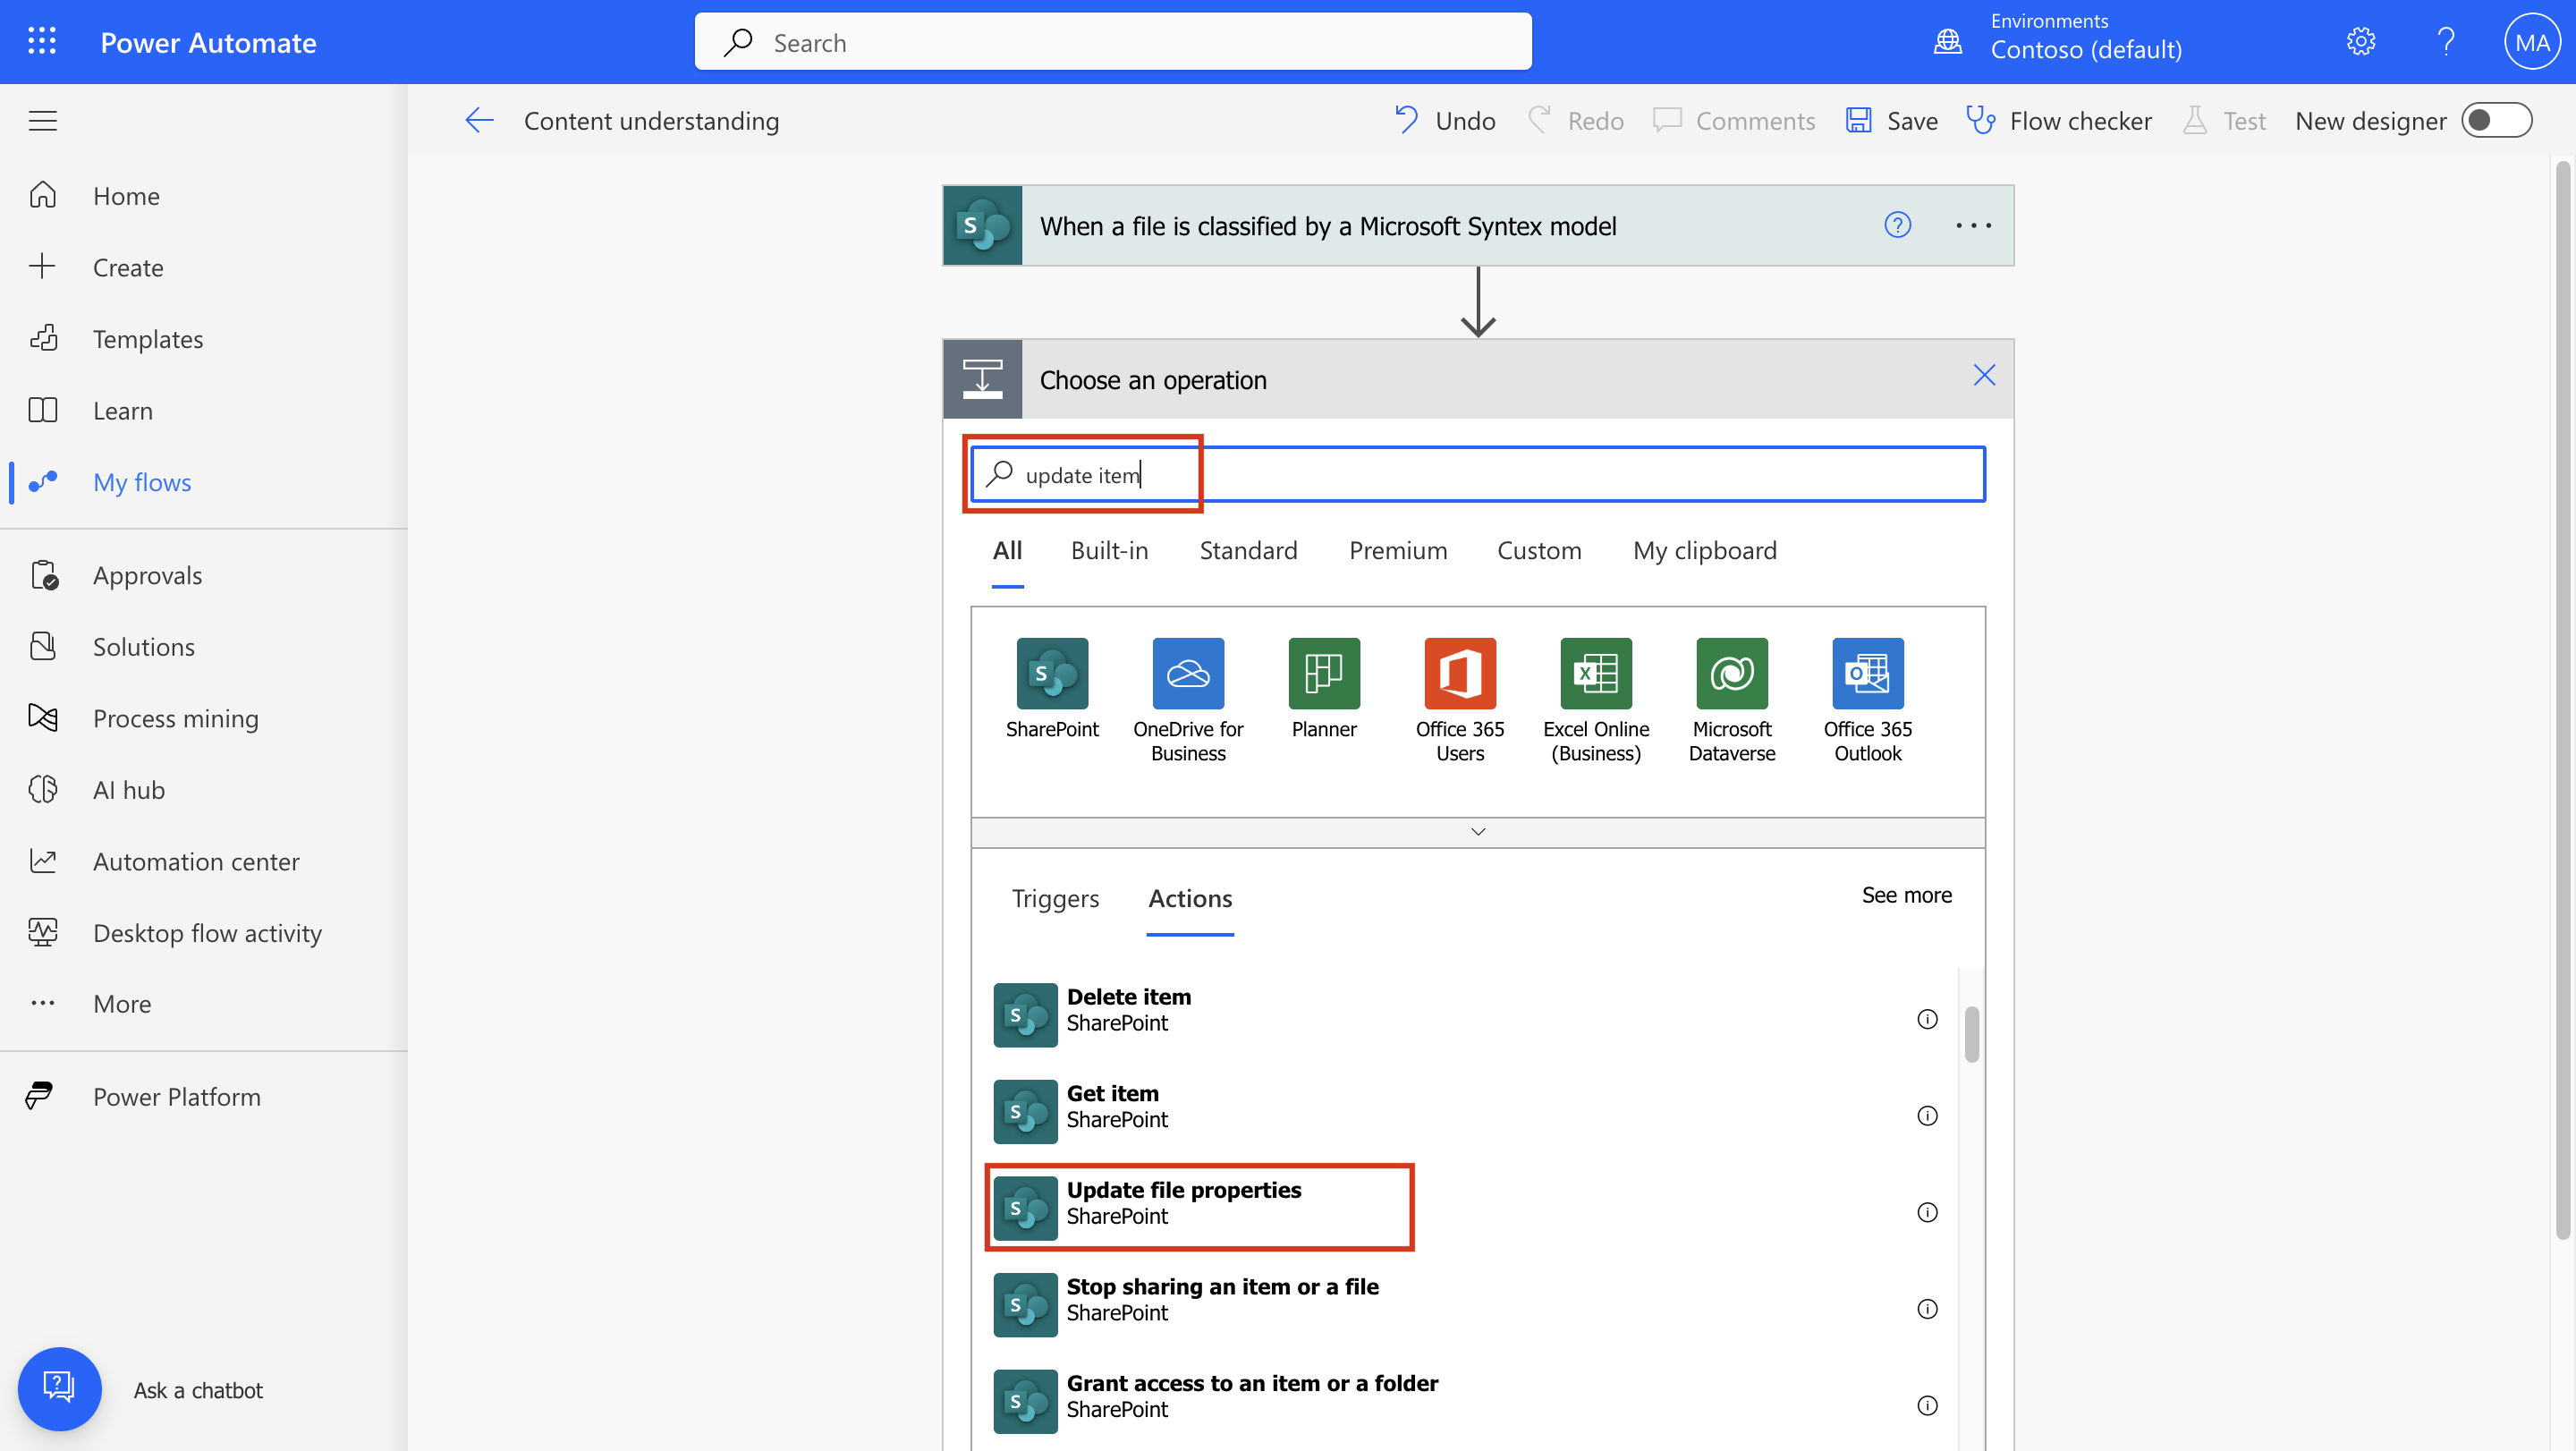 Power Automate
Search
Environments
Contoso (default)
MA
Content understanding
Undo
Redo
Comments
Save
Flow checker
Test
New designer
Home
Create
Templates
Learn
My flows
Approvals
Solutions
Process mining
AI hub
Automation center
Desktop flow activity
More
Power Platform
Ask a chatbot
When a file is classified by a Microsoft Syntex model
Choose an operation
update item
All
Built-in
Standard
Premium
Custom
My clipboard
SharePoint
OneDrive for
Business
Planner
Office 365
Users
Excel Online
(Business)
Microsoft
Dataverse
Office 365
Outlook
Triggers
Actions
See more
Delete item
SharePoint
Get item
SharePoint
Update file properties
SharePoint
Stop sharing an item or a file
SharePoint
Grant access to an item or a folder
SharePoint